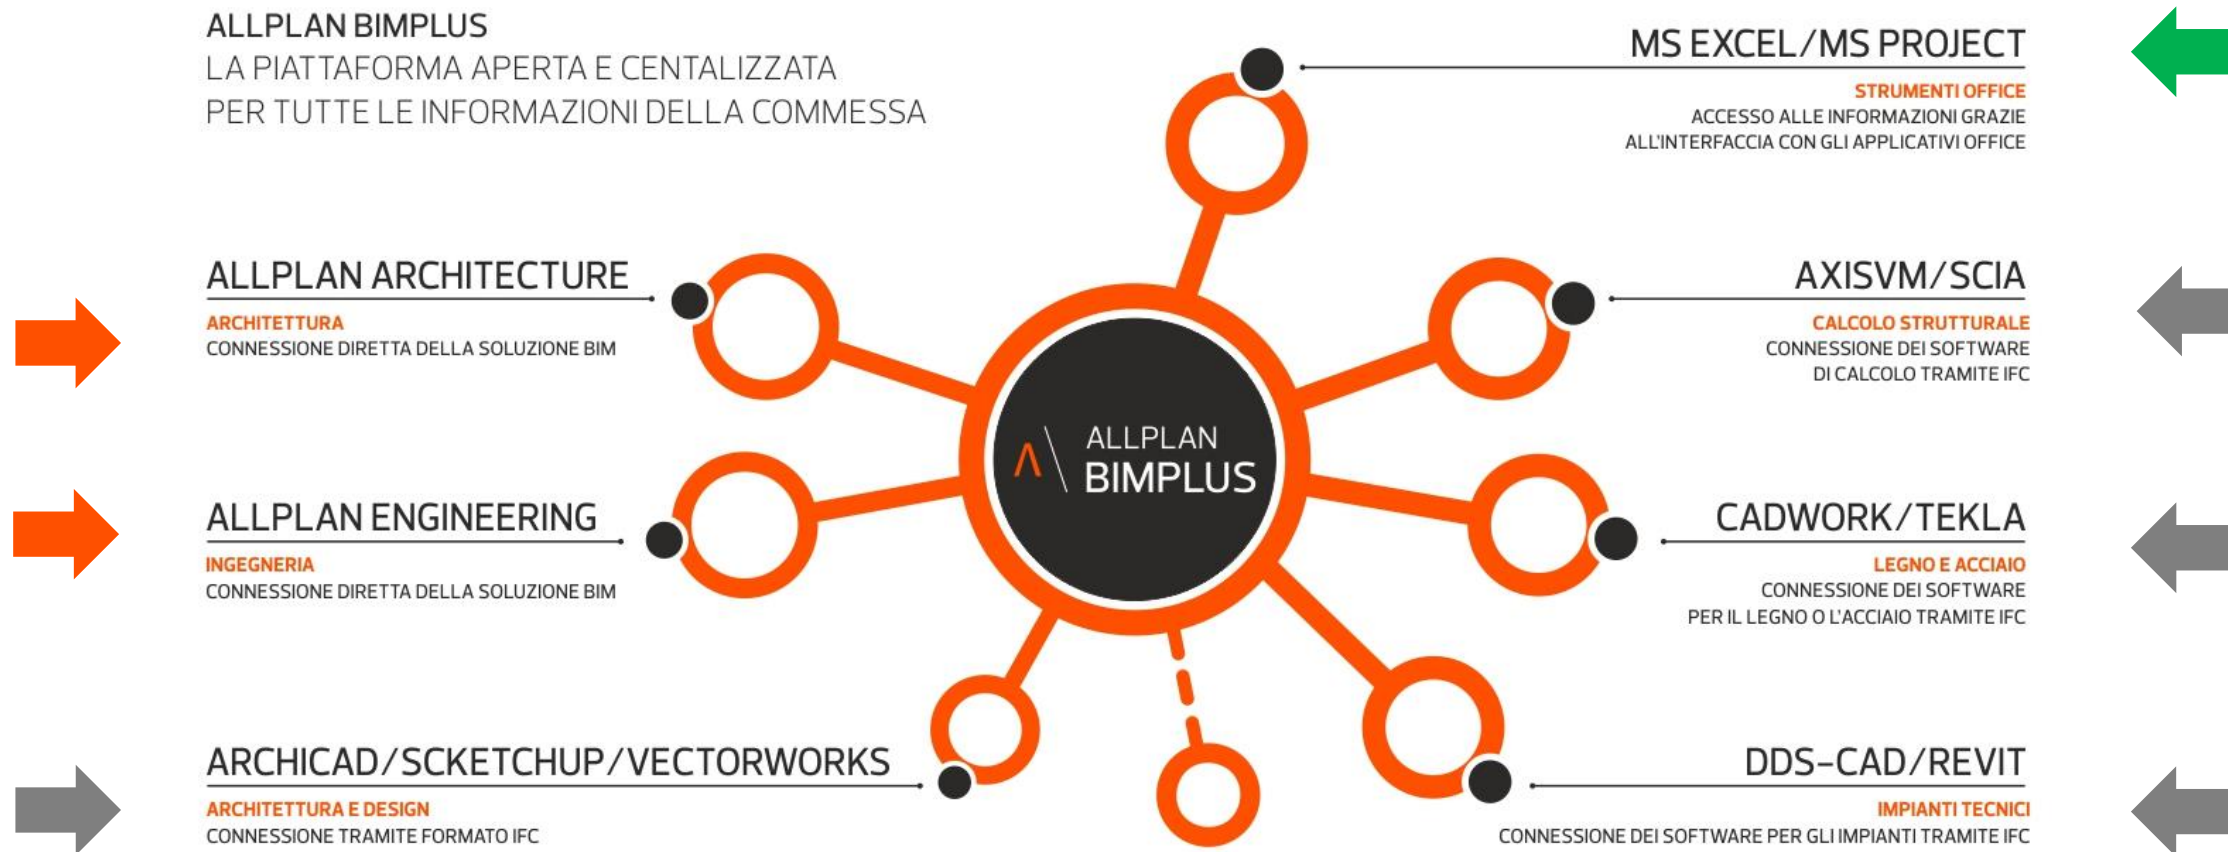 ALLPLAN BIMPLUS
LA PIATTAFORMA APERTA E CENTALIZZATA
PER TUTTE LE INFORMAZIONI DELLA COMMESSA
MS EXCEL/MS PROJECT
STRUMENTI OFFICE
ACCESSO ALLE INFORMAZIONI GRAZIE
ALL'INTERFACCIA CON GLI APPLICATIVI OFFICE
ALLPLAN ARCHITECTURE
ARCHITETTURA
CONNESSIONE DIRETTA DELLA SOLUZIONE BIM
AXISVM/SCIA
CALCOLO STRUTTURALE
CONNESSIONE DEI SOFTWARE
DI CALCOLO TRAMITE IFC
ALLPLAN
BIMPLUS
ALLPLAN ENGINEERING
INGEGNERIA
CONNESSIONE DIRETTA DELLA SOLUZIONE BIM
CADWORK/TEKLA
LEGNO E ACCIAIO
CONNESSIONE DEI SOFTWARE
PER IL LEGNO O L'ACCIAIO TRAMITE IFC
ARCHICAD/SCKETCHUP/VECTORWORKS
ARCHITETTURA E DESIGN
CONNESSIONE TRAMITE FORMATO IFC
DDS-CAD/REVIT
IMPIANTI TECNICI
CONNESSIONE DEI SOFTWARE PER GLI IMPIANTI TRAMITE IFC